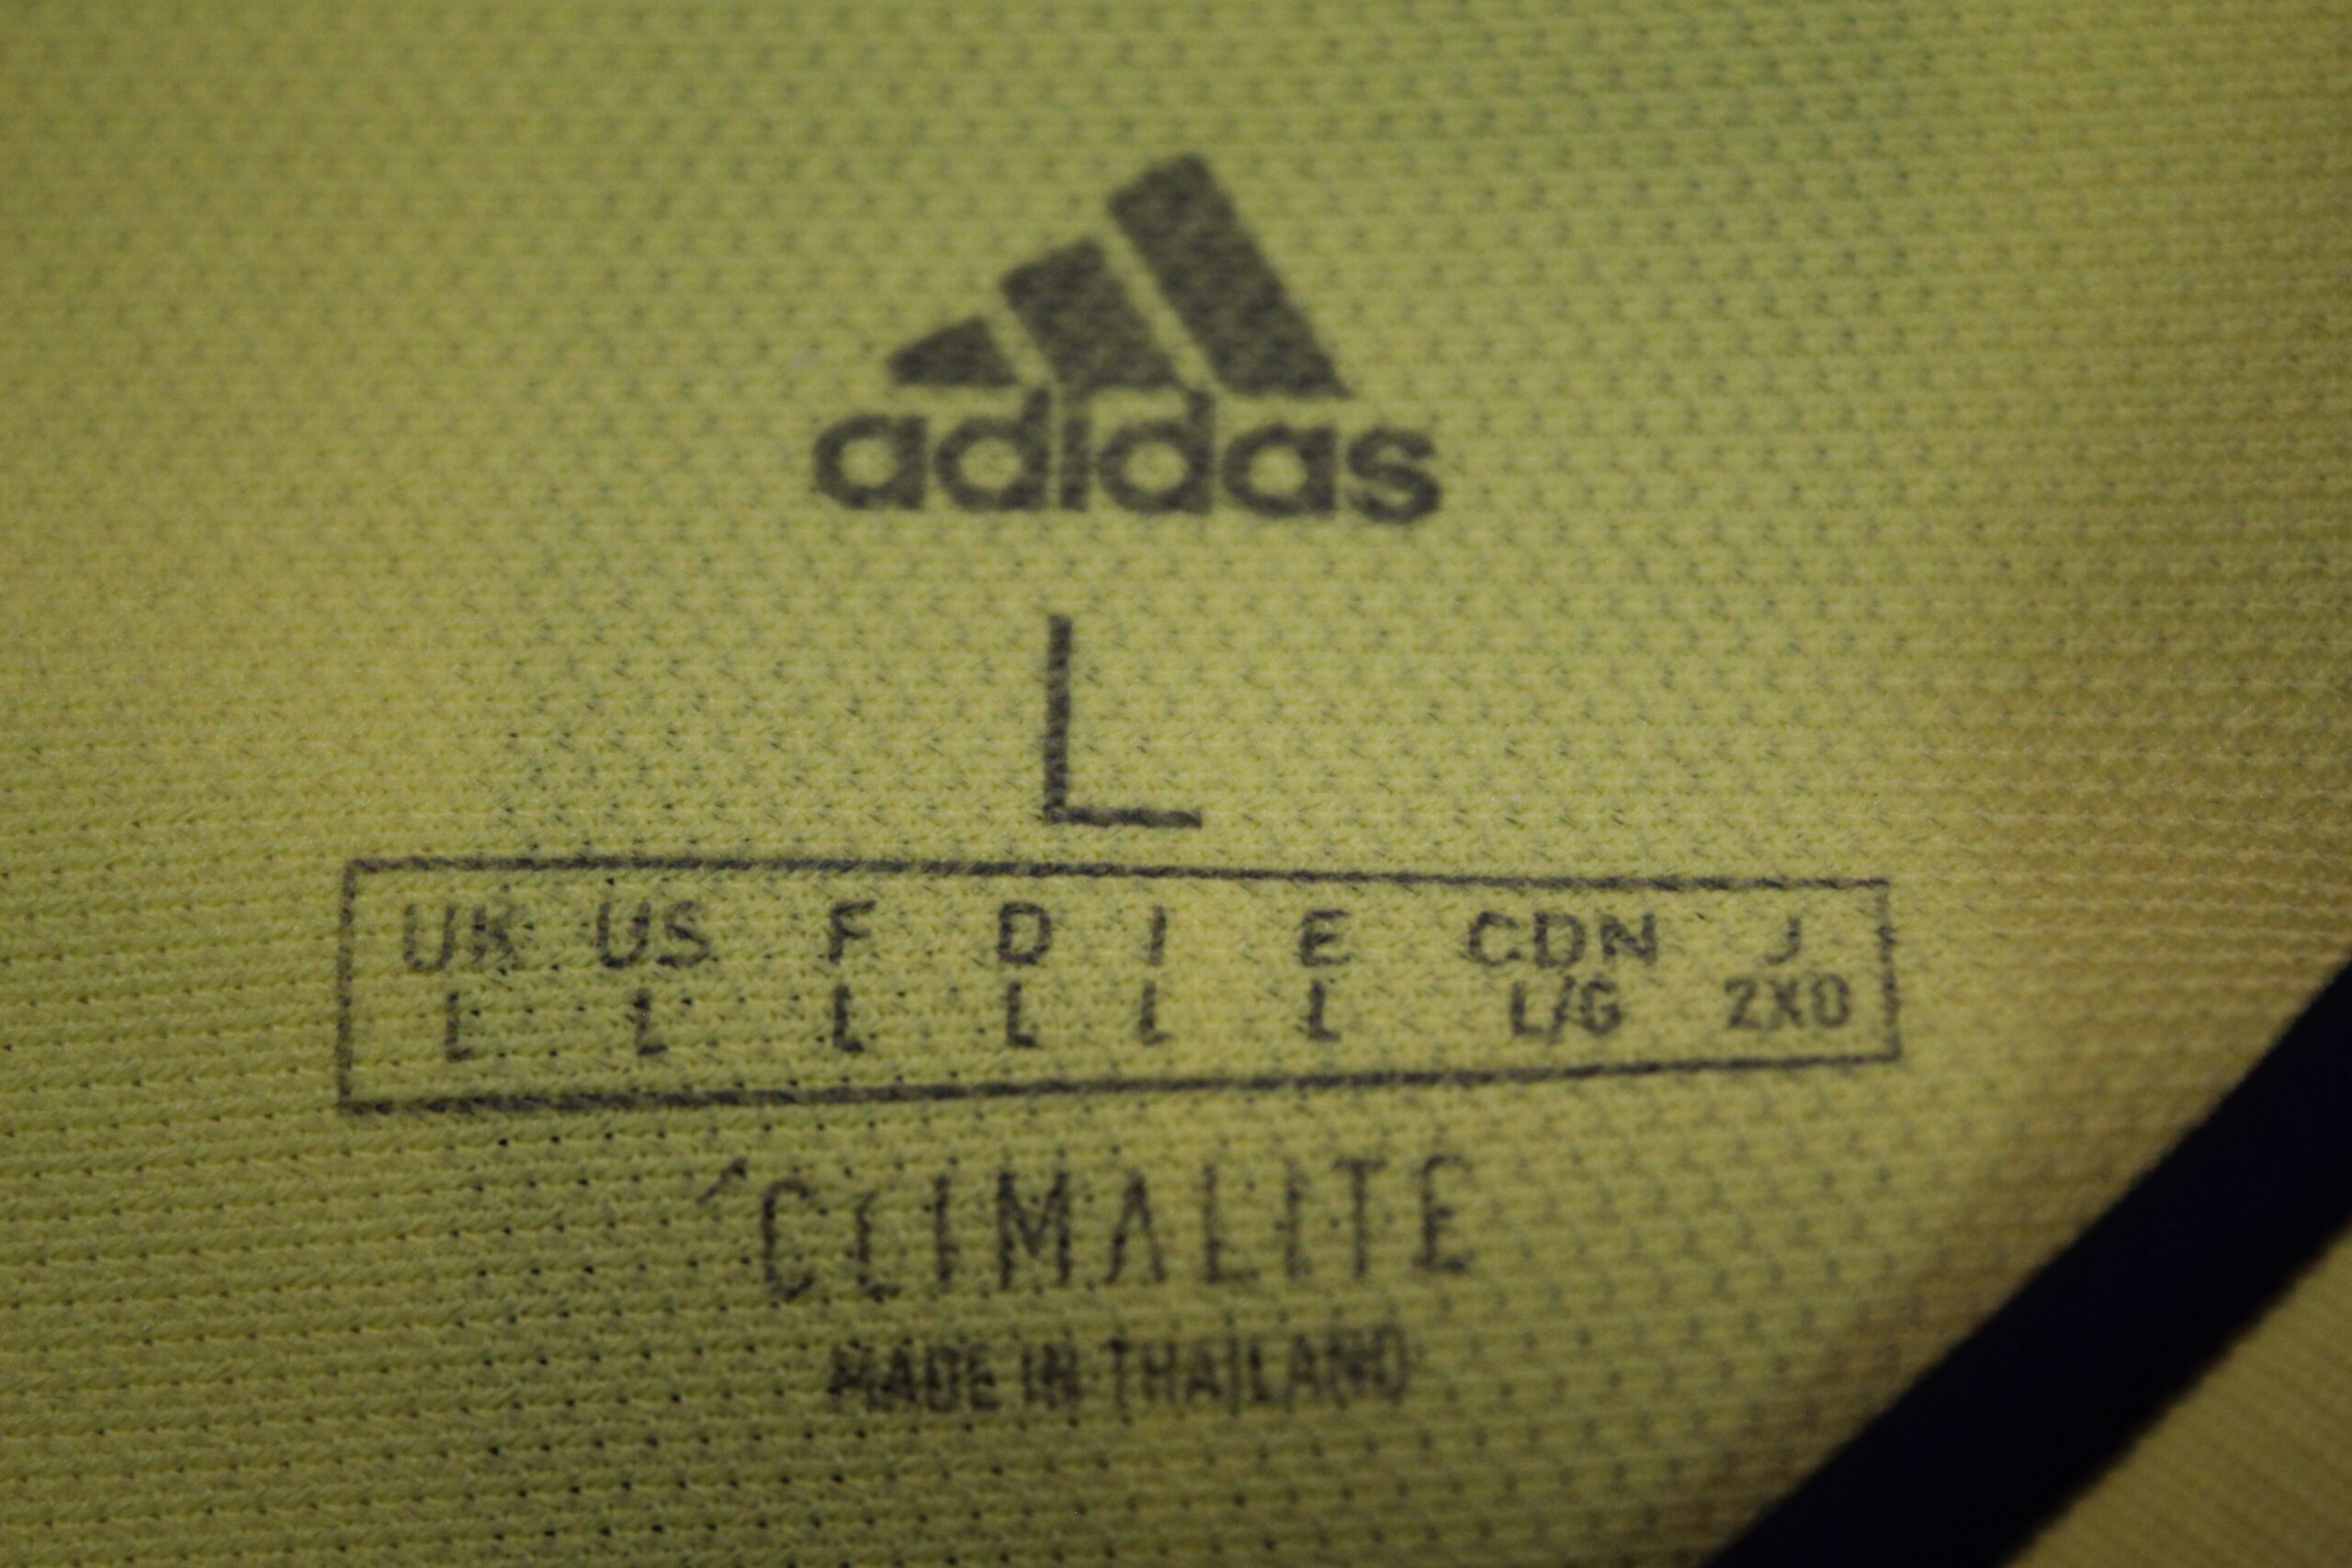 adidas
L
UK US F D I E CDN J
L L L L L L L/G 2XO
CLIMALITE
MADE IN THAILAND